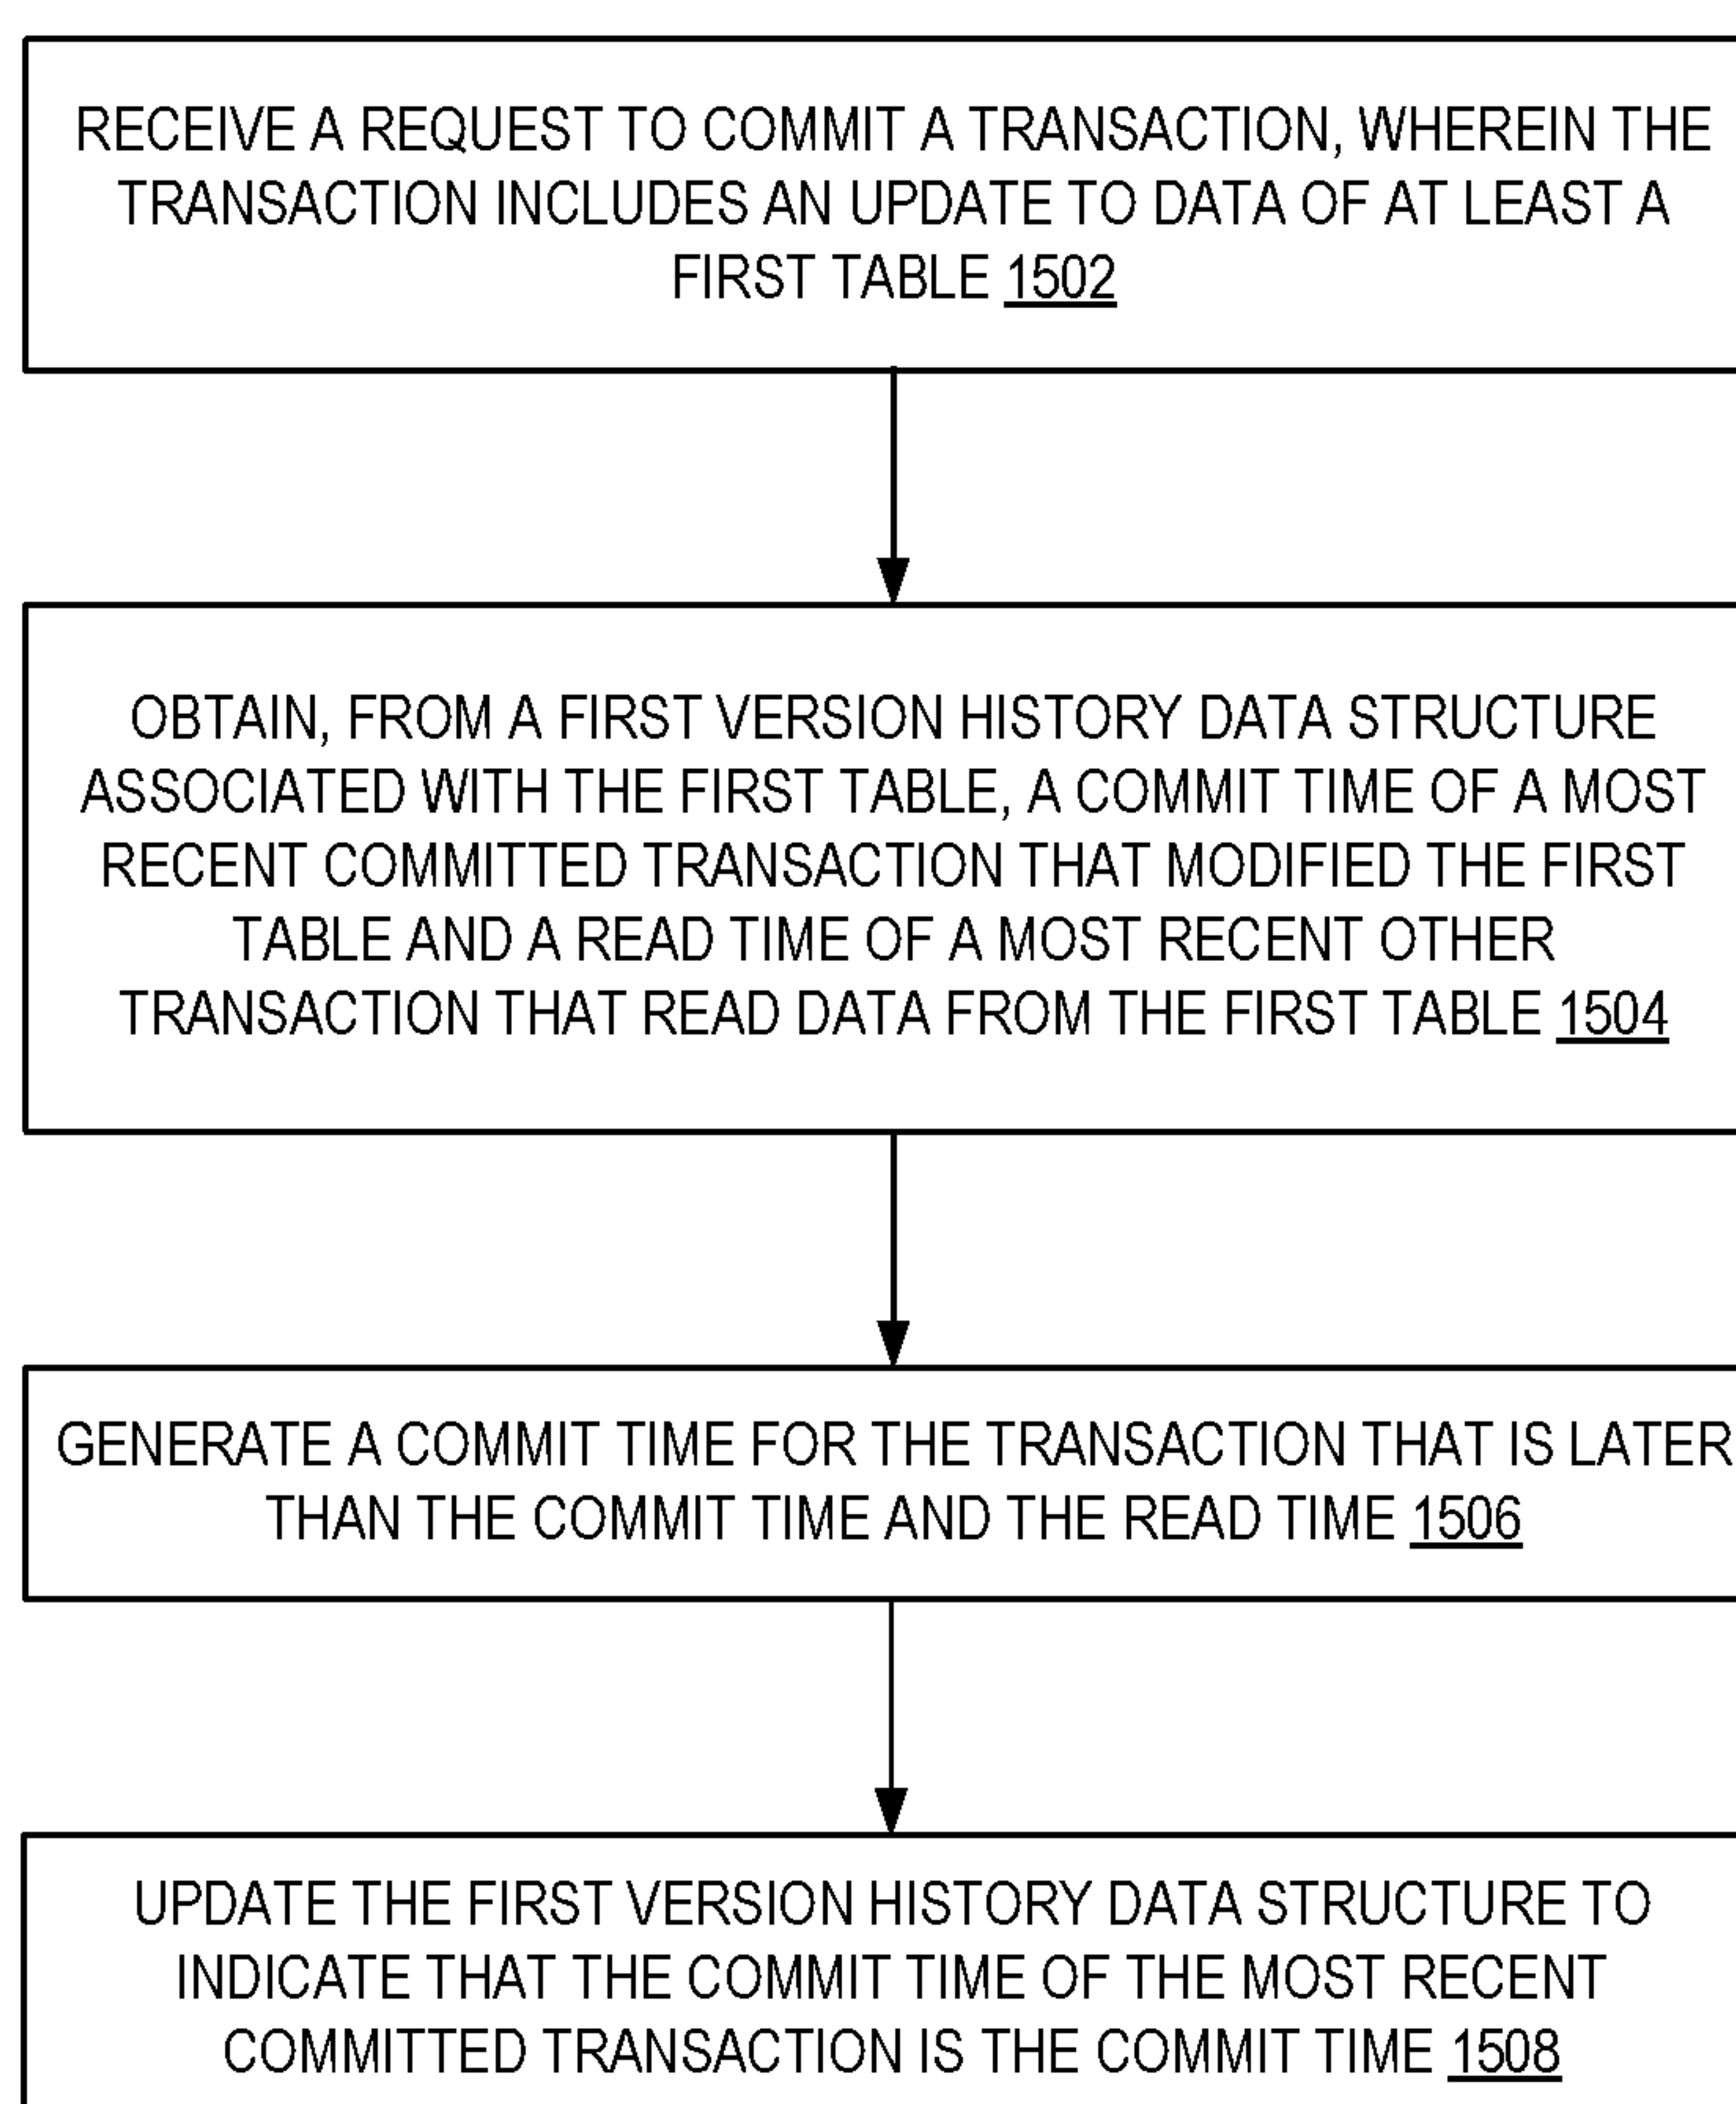 RECEIVE A REQUEST TO COMMIT A TRANSACTION, WHEREIN THE
TRANSACTION INCLUDES AN UPDATE TO DATA OF AT LEAST A
FIRST TABLE 1502
OBTAIN, FROM A FIRST VERSION HISTORY DATA STRUCTURE
ASSOCIATED WITH THE FIRST TABLE, A COMMIT TIME OF A MOST
RECENT COMMITTED TRANSACTION THAT MODIFIED THE FIRST
TABLE AND A READ TIME OF A MOST RECENT OTHER
TRANSACTION THAT READ DATA FROM THE FIRST TABLE 1504
GENERATE A COMMIT TIME FOR THE TRANSACTION THAT IS LATER
THAN THE COMMIT TIME AND THE READ TIME 1506
UPDATE THE FIRST VERSION HISTORY DATA STRUCTURE TO
INDICATE THAT THE COMMIT TIME OF THE MOST RECENT
COMMITTED TRANSACTION IS THE COMMIT TIME 1508